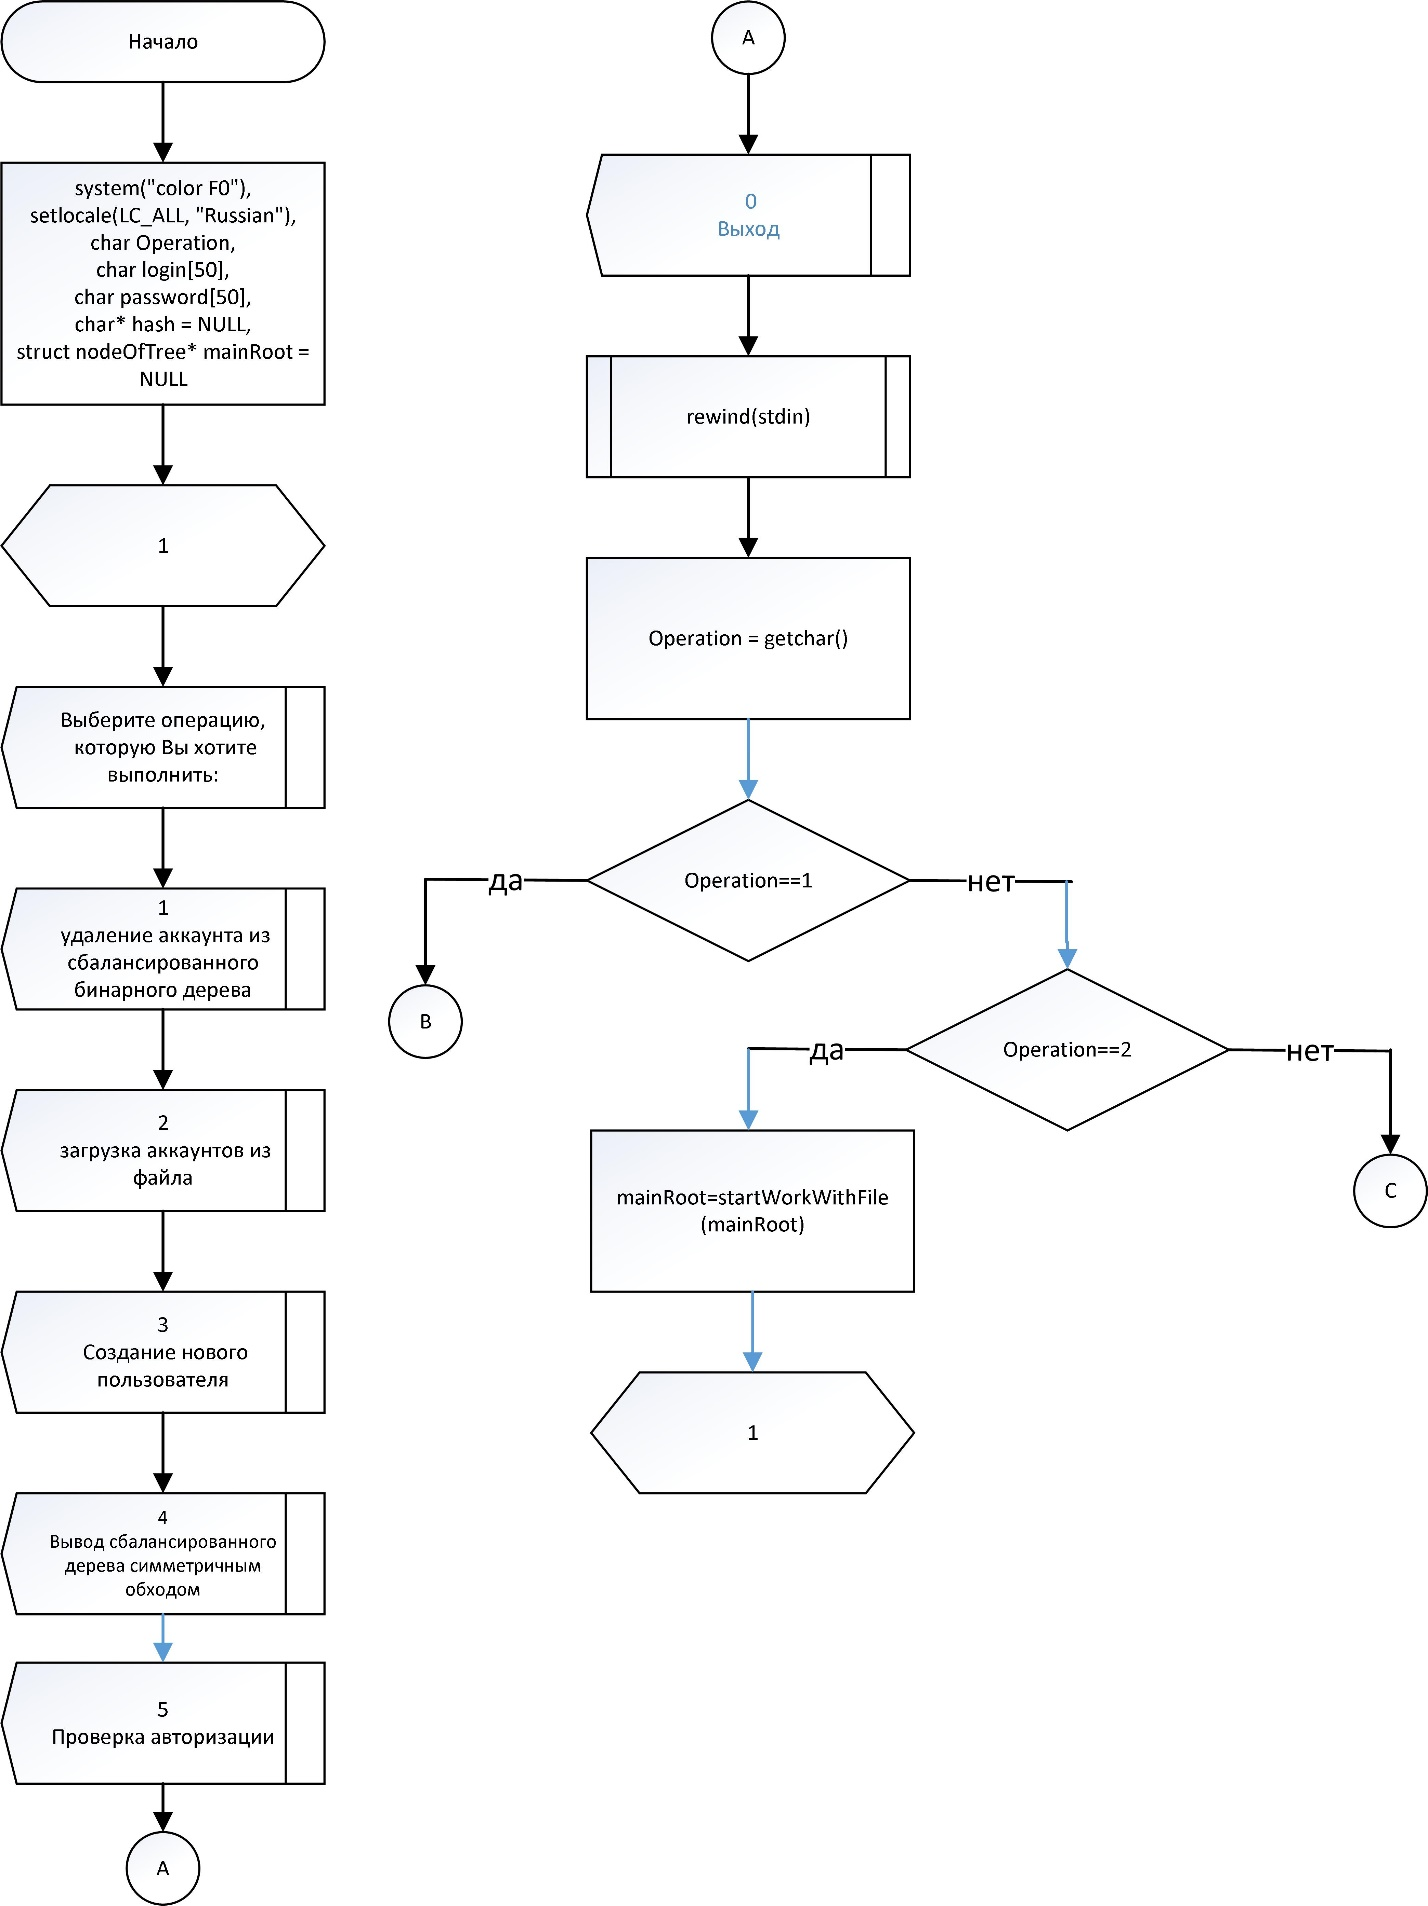 Начало
system("color F0"),
setlocale(LC_ALL, "Russian"),
char Operation,
char login[50],
char password[50],
char* hash = NULL,
struct nodeOfTree* mainRoot =
NULL
1
Выберите операцию,
которую Вы хотите
выполнить:
1
удаление аккаунта из
сбалансированного
бинарного дерева
2
загрузка аккаунтов из
файла
3
Создание нового
пользователя
4
Вывод сбалансированного
дерева симметричным
обходом
5
Проверка авторизации
A
A
0
Выход
rewind(stdin)
Operation = getchar()
Operation==1
да
нет
B
Operation==2
да
нет
C
mainRoot=startWorkWithFile
(mainRoot)
1